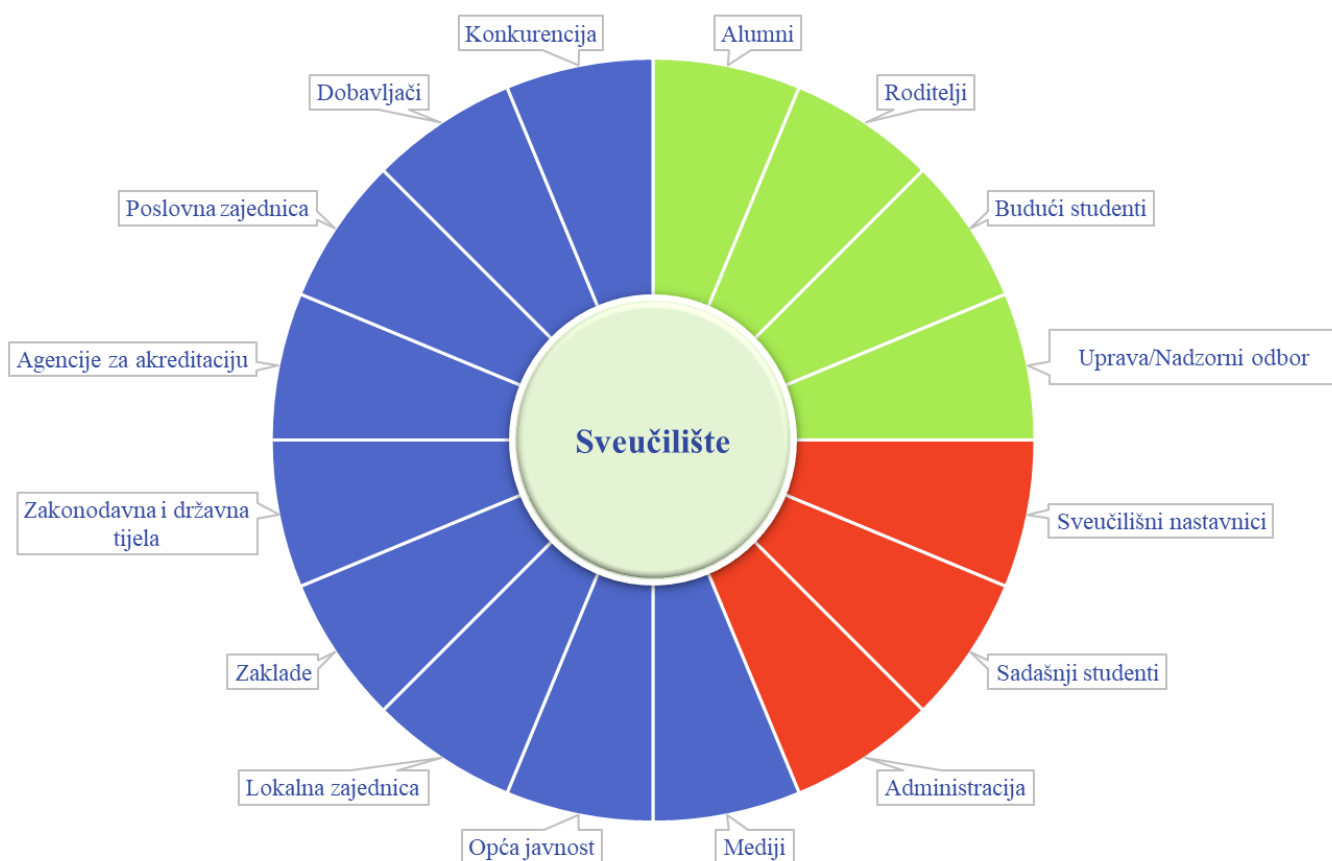 Konkurencija
Alumni
Dobavljači
Roditelji
Poslovna zajednica
Budući studenti
Agencije za akreditaciju
Uprava/Nadzorni odbor
Sveučilište
Zakonodavna i državna
tijela
Sveučilišni nastavnici
Zaklade
Sadašnji studenti
Lokalna zajednica
Administracija
Opća javnost
Mediji